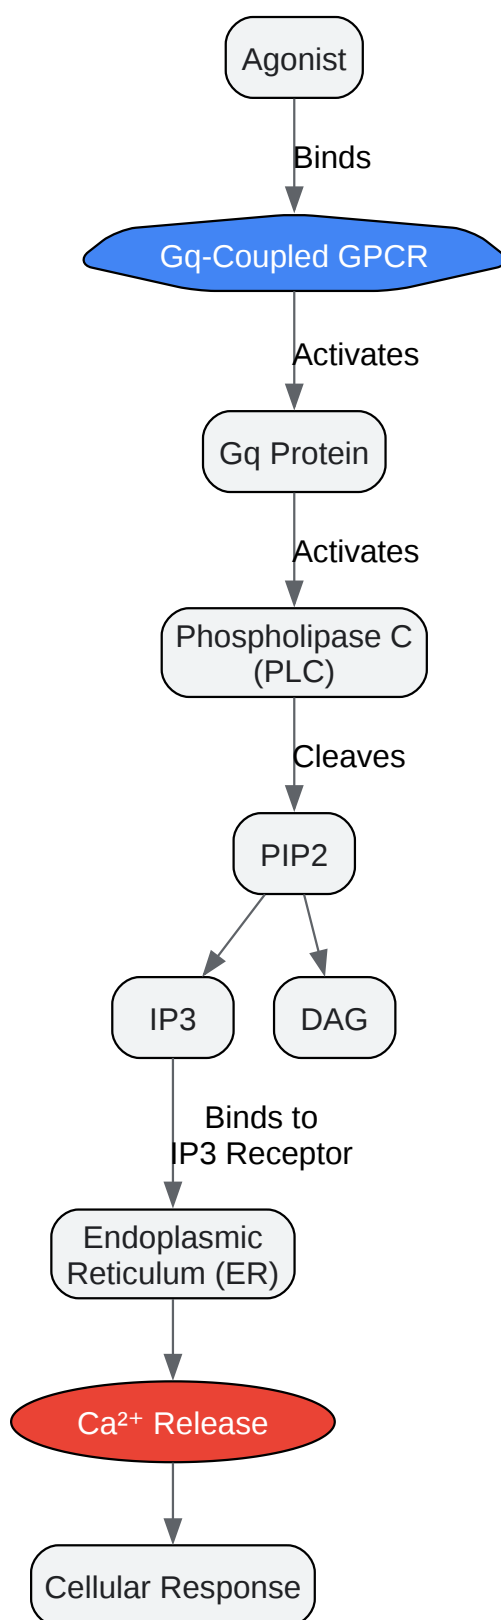 Agonist
Binds
Gq-Coupled GPCR
Activates
Gq Protein
Activates
Phospholipase C
(PLC)
Cleaves
PIP2
IP3
DAG
Binds to
IP3 Receptor
Endoplasmic
Reticulum (ER)
Ca²⁺ Release
Cellular Response